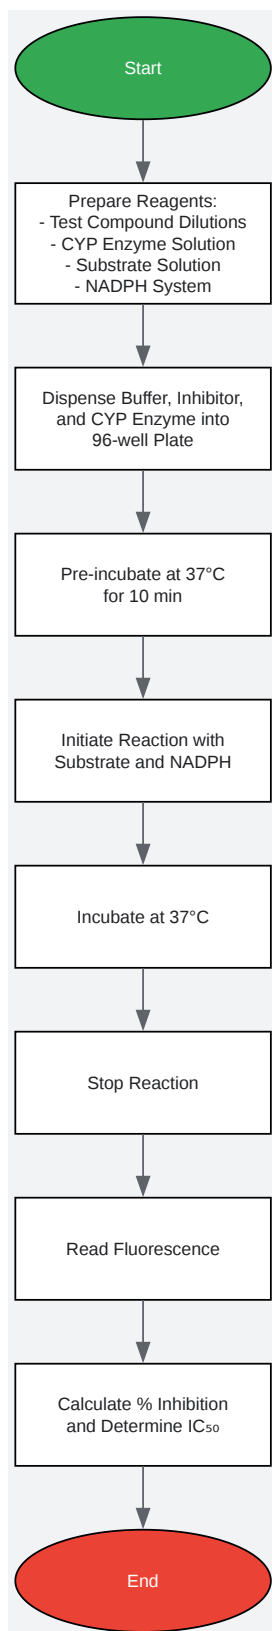 Start
Prepare Reagents:
- Test Compound Dilutions
- CYP Enzyme Solution
- Substrate Solution
- NADPH System
Dispense Buffer, Inhibitor,
and CYP Enzyme into
96-well Plate
Pre-incubate at 37°C
for 10 min
Initiate Reaction with
Substrate and NADPH
Incubate at 37°C
Stop Reaction
Read Fluorescence
Calculate % Inhibition
and Determine IC₅₀
End